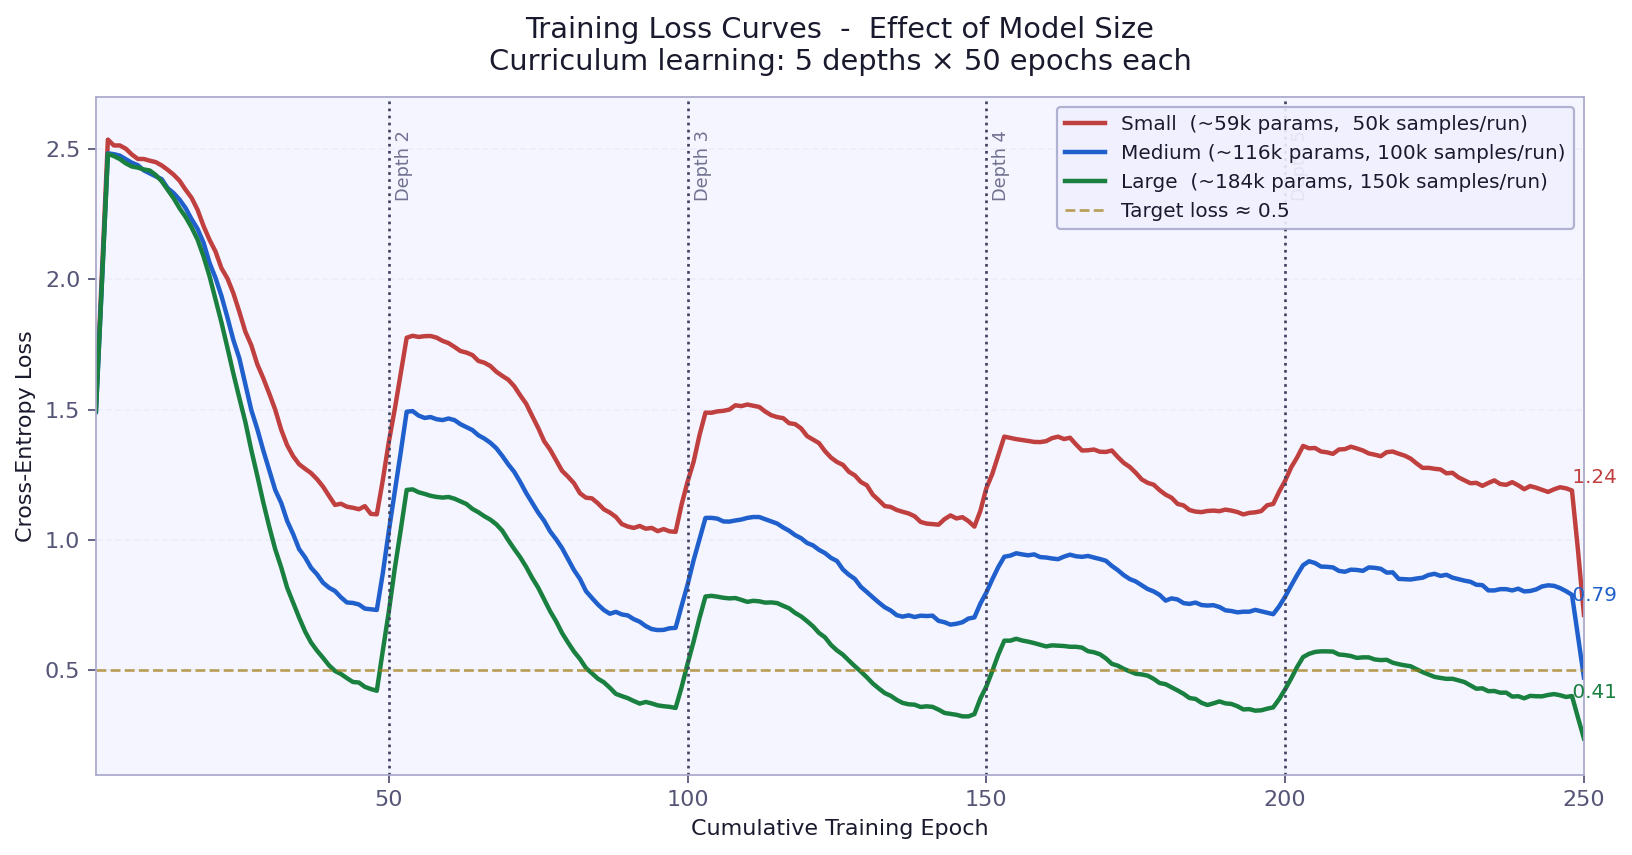 Training Loss Curves  -  Effect of Model Size
Curriculum learning: 5 depths × 50 epochs each
Small  (~59k params,  50k samples/run)
Medium (~116k params, 100k samples/run)
Large  (~184k params, 150k samples/run)
Target loss ≈ 0.5
Depth 2
Depth 3
Depth 4
Cross-Entropy Loss
2.5
2.0
1.5
1.0
0.5
1.24
0.79
0.41
50
100
150
200
250
Cumulative Training Epoch